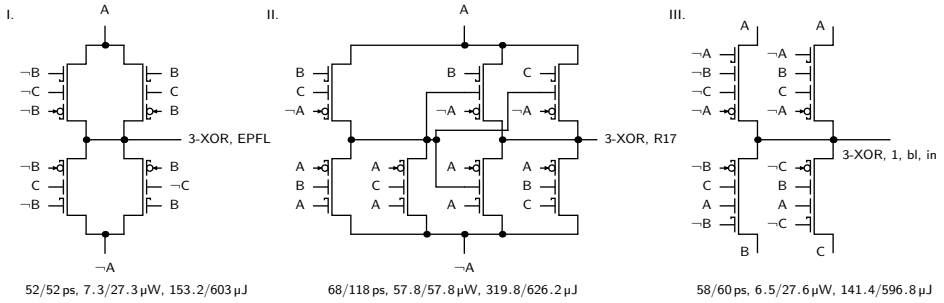 I.
A
¬B
¬C
¬B
B
C
B
3-XOR, EPFL
¬B
C
¬B
B
¬C
B
¬A
52/52 ps, 7.3/27.3 µW, 153.2/603 µJ
II.
A
B
C
¬A
B
¬A
C
¬A
3-XOR, R17
A
B
A
A
C
A
A
A
A
B
C
¬A
68/118 ps, 57.8/57.8 µW, 319.8/626.2 µJ
III.
A
A
¬A
¬B
C
¬A
¬A
B
¬C
¬A
3-XOR, 1, bl, in
¬B
C
A
¬B
¬C
B
A
¬C
B
C
58/60 ps, 6.5/27.6 µW, 141.4/596.8 µJ